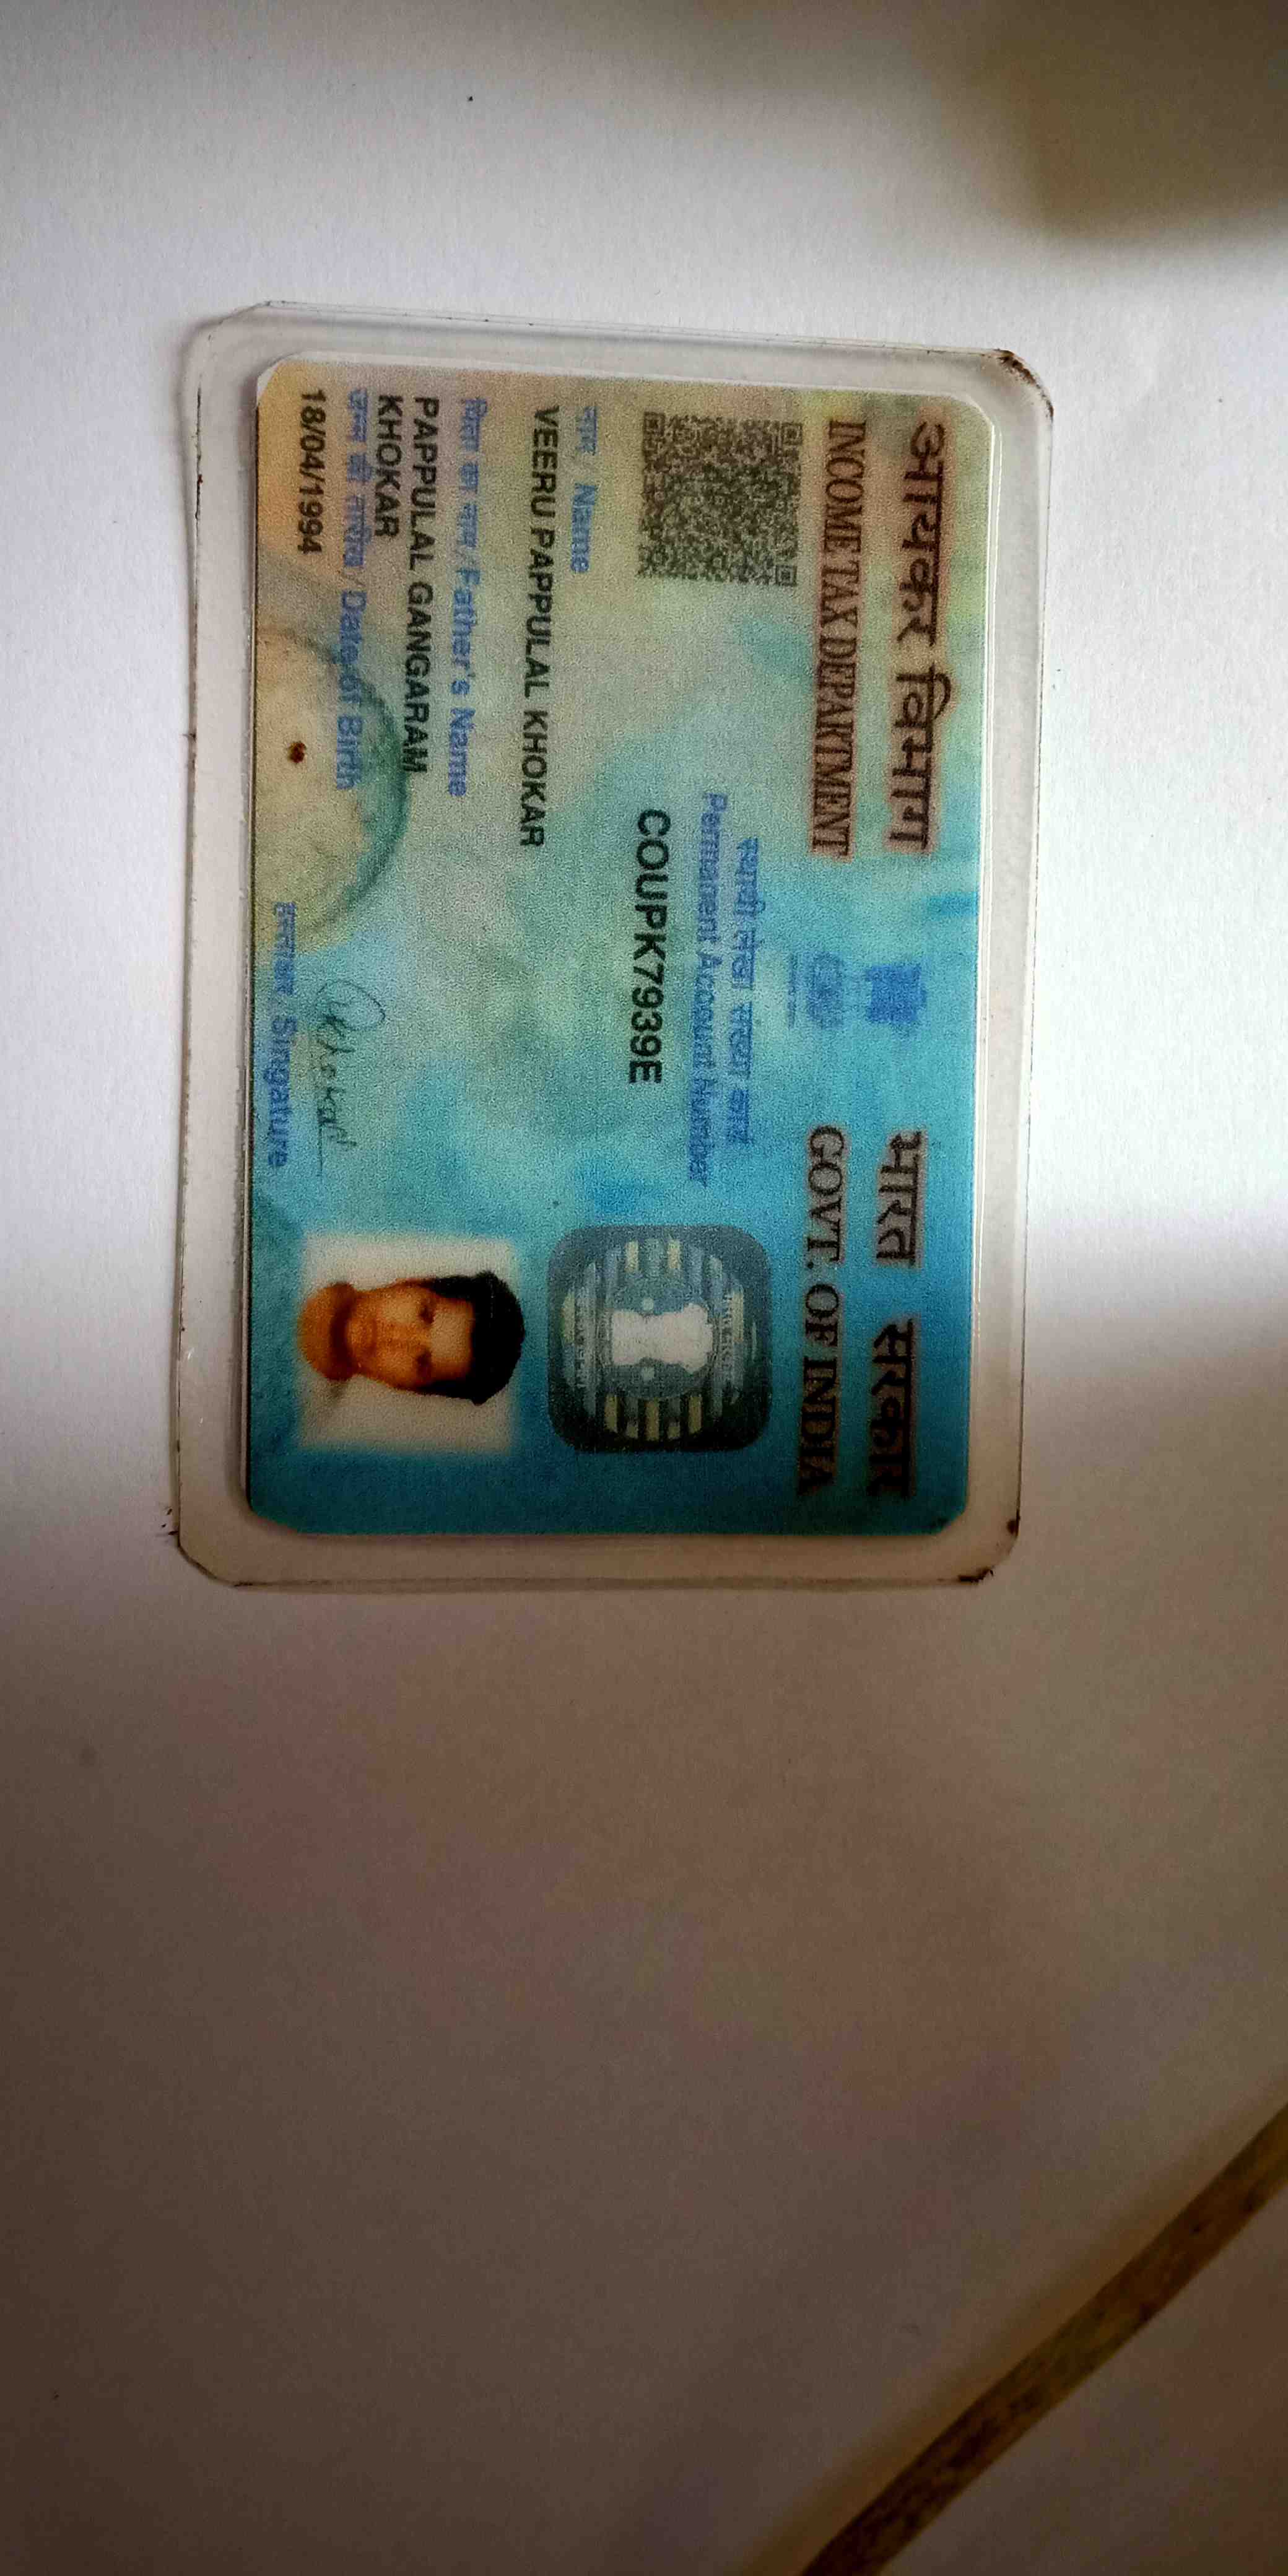 आयकर विभाग
INCOME TAX DEPARTMENT
भारत सरकार
GOVT. OF INDIA
स्थायी लेखा संख्या कार्ड
Permanent Account Number
COUPK7939E
नाम / Name
VEERU PAPPULAL KHOKAR
पिता का नाम / Father's Name
PAPPULAL GANGARAM
KHOKAR
जन्म की तारीख / Date of Birth
18/04/1994
हस्ताक्षर / Singature